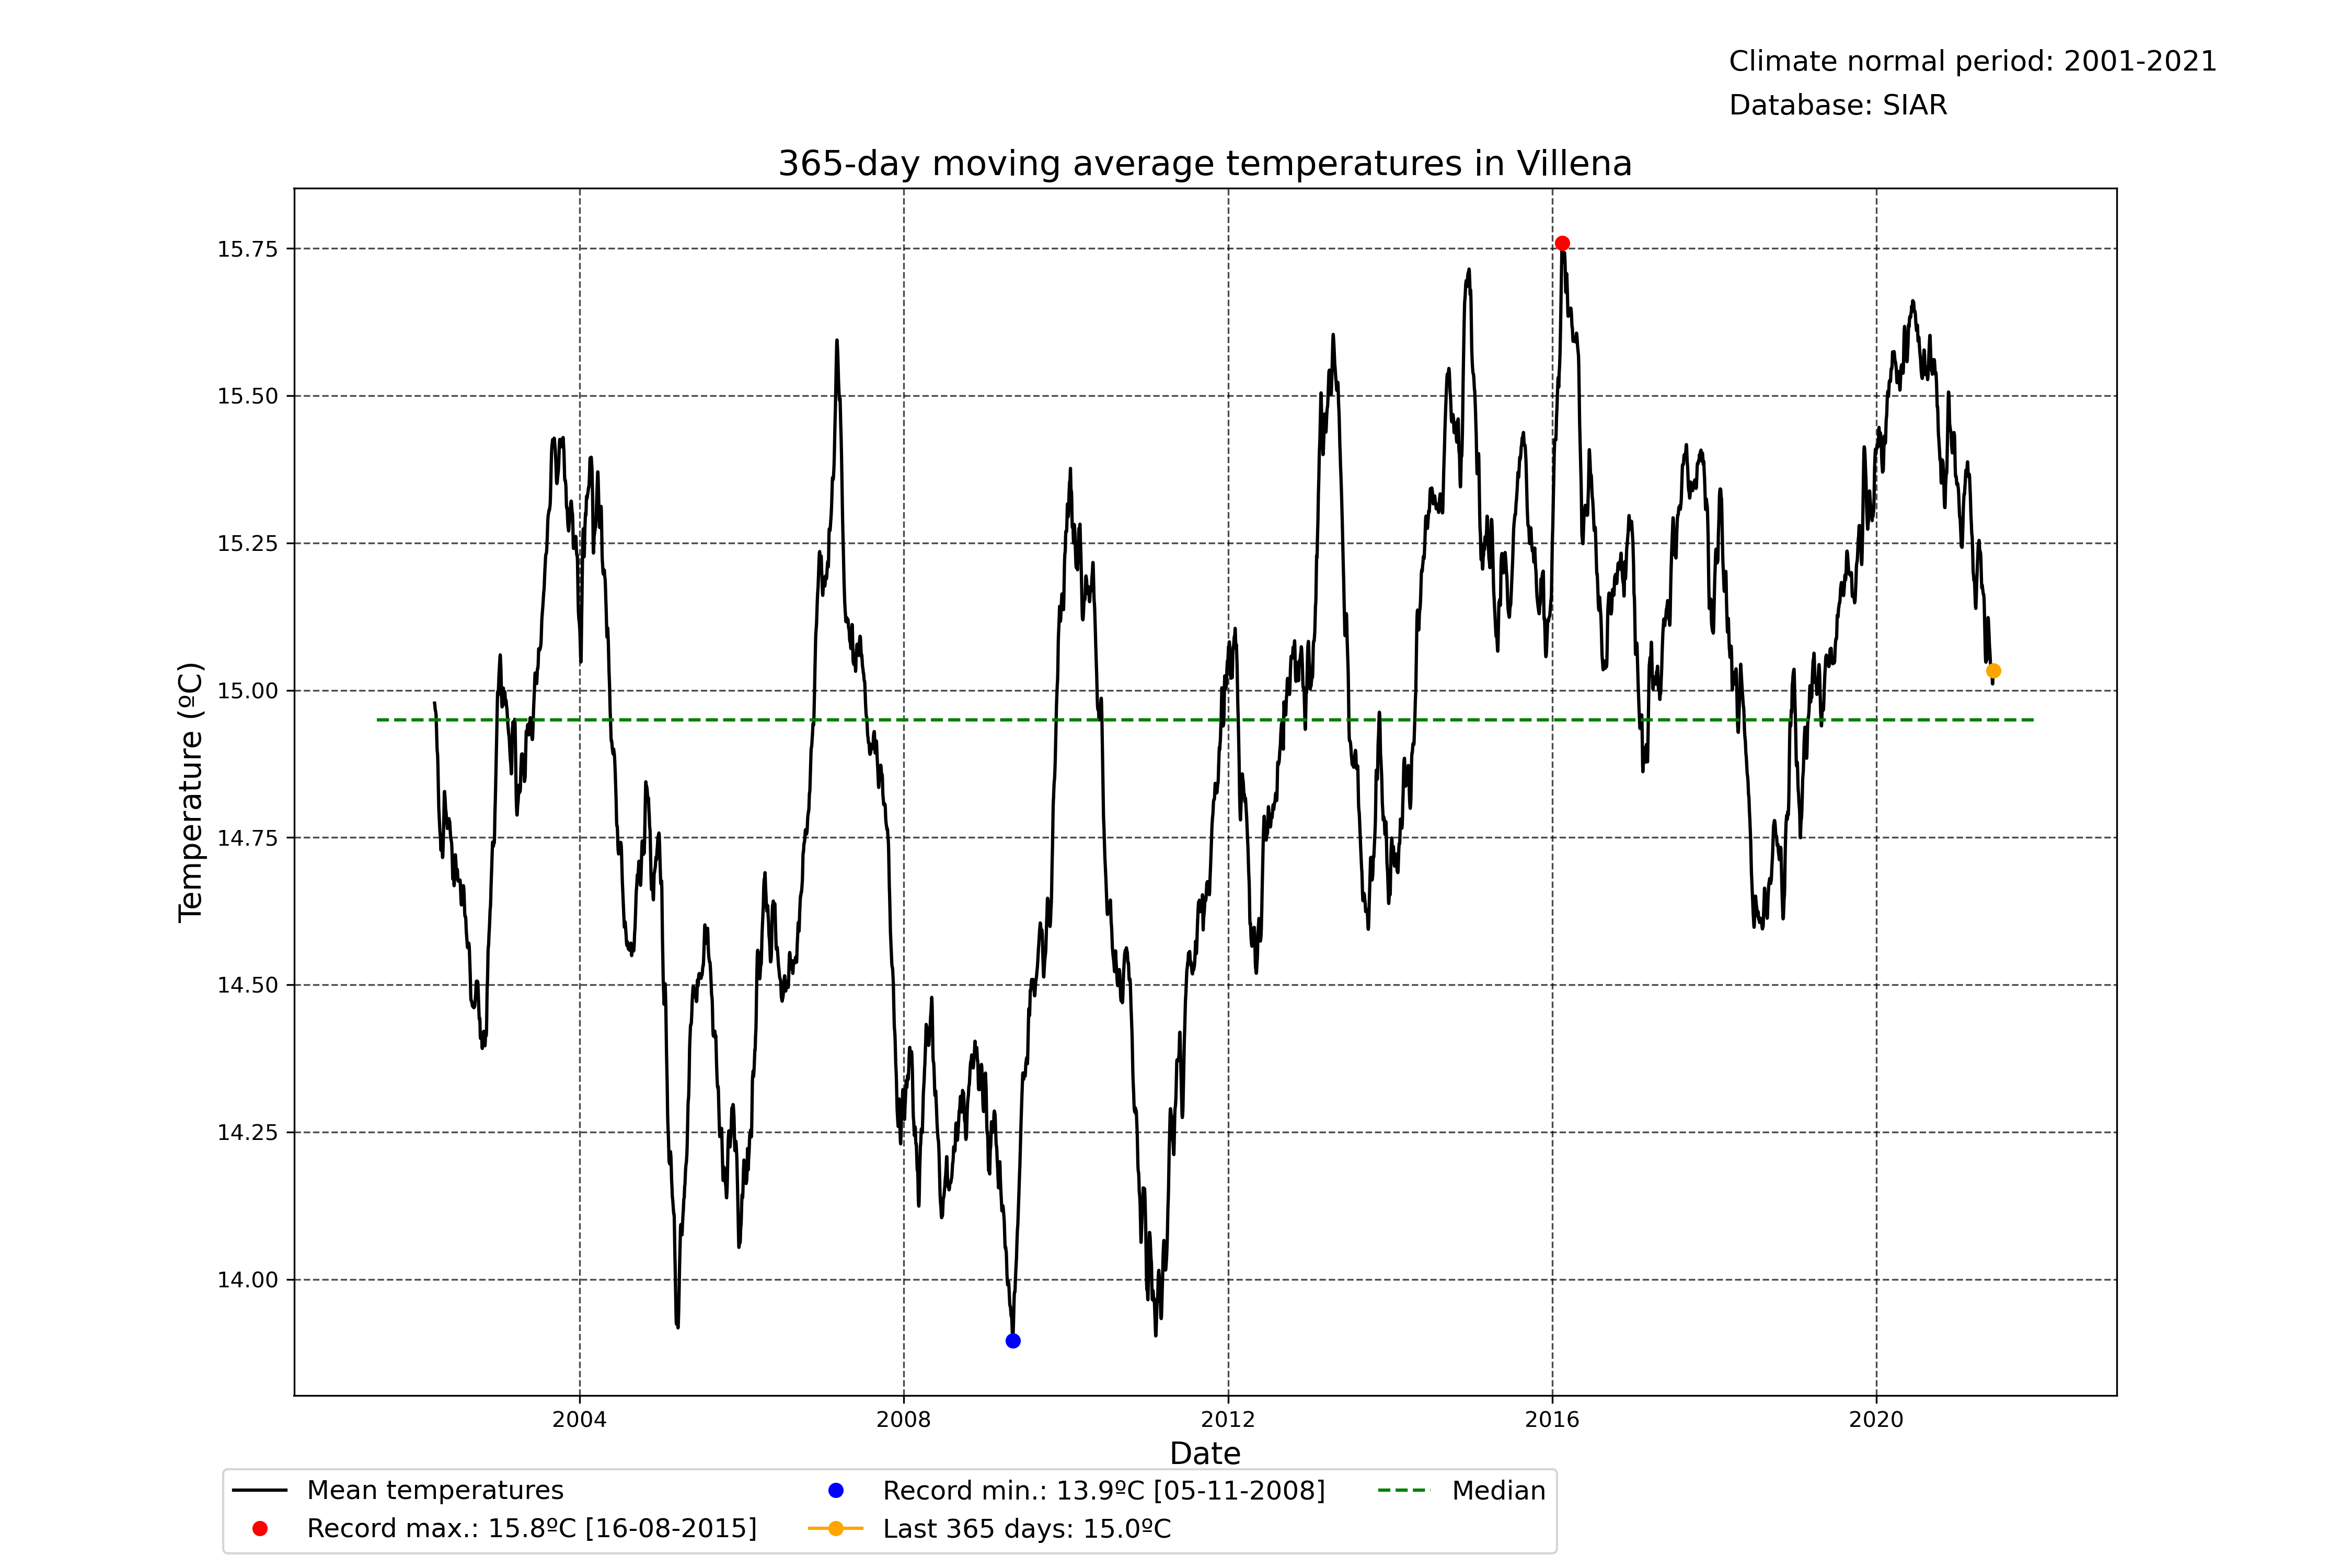 Climate normal period: 2001-2021
Database: SIAR
365-day moving average temperatures in Villena
15.75
15.50
15.25
15.00
14.75
14.50
14.25
14.00
Temperature (ºC)
2004 2008 2012 2016 2020
Date
Mean temperatures
Record max.: 15.8ºC [16-08-2015]
Record min.: 13.9ºC [05-11-2008]
Last 365 days: 15.0ºC
Median